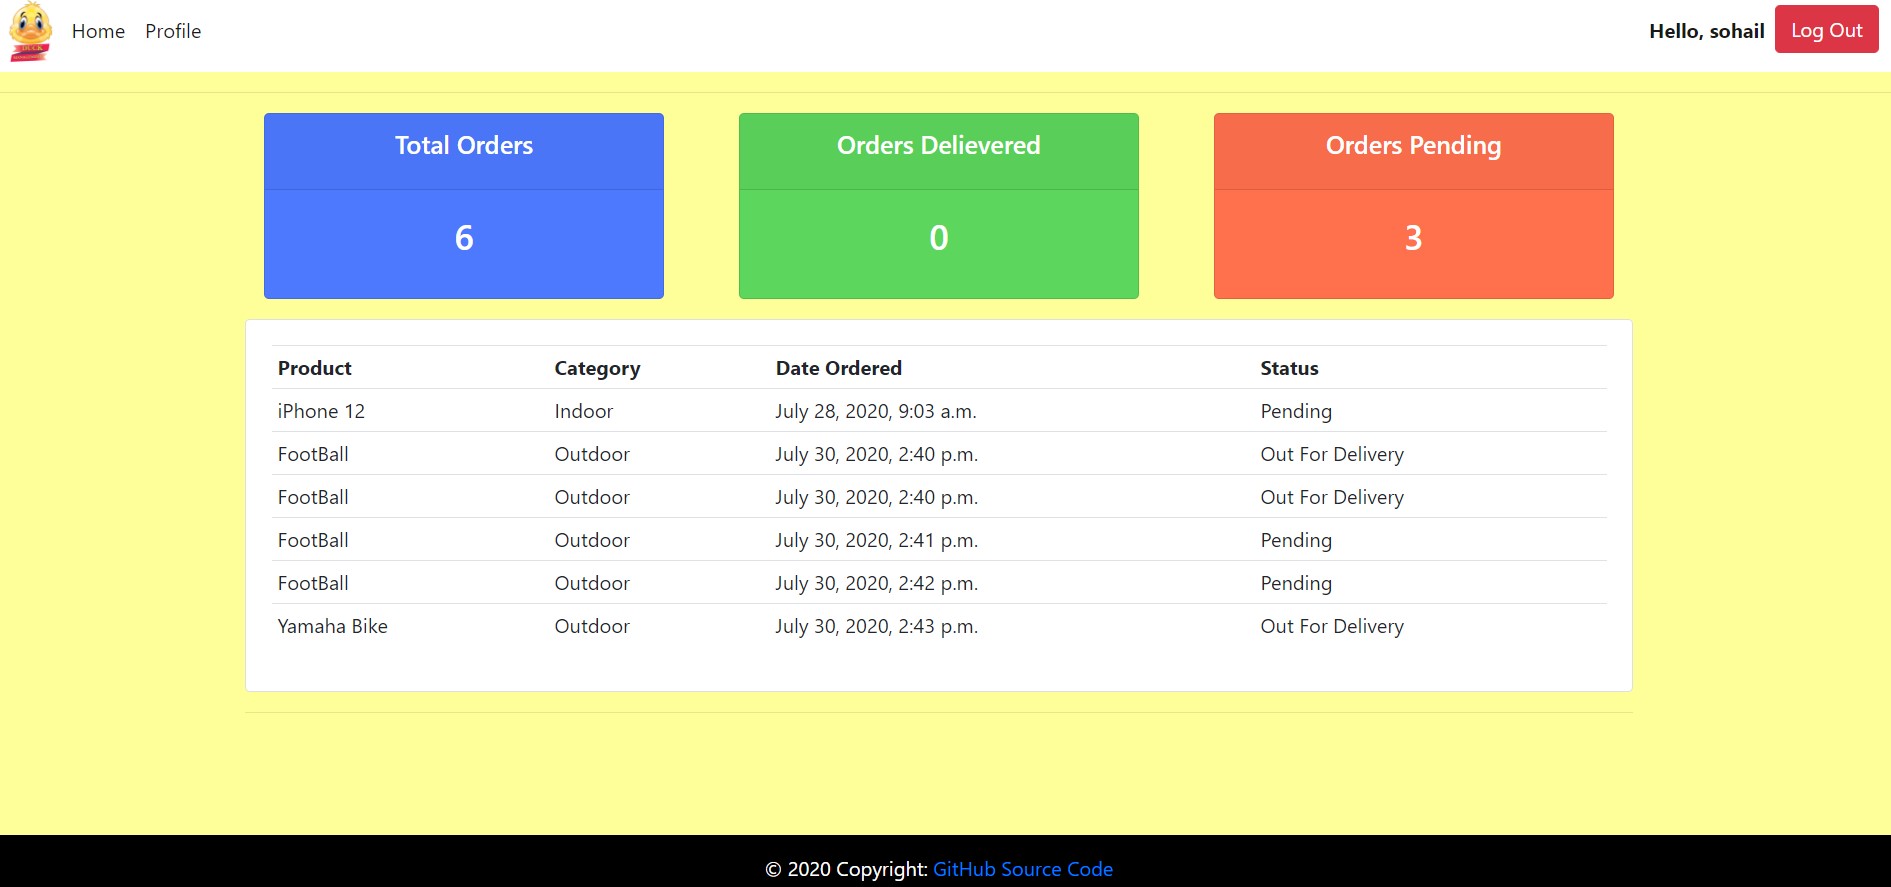 DUCK
Home Profile Hello, sohail Log Out
Total Orders Orders Delievered Orders Pending
6 0 3
Product Category Date Ordered Status
iPhone 12 Indoor July 28, 2020, 9:03 a.m. Pending
FootBall Outdoor July 30, 2020, 2:40 p.m. Out For Delivery
FootBall Outdoor July 30, 2020, 2:40 p.m. Out For Delivery
FootBall Outdoor July 30, 2020, 2:41 p.m. Pending
FootBall Outdoor July 30, 2020, 2:42 p.m. Pending
Yamaha Bike Outdoor July 30, 2020, 2:43 p.m. Out For Delivery
© 2020 Copyright: GitHub Source Code